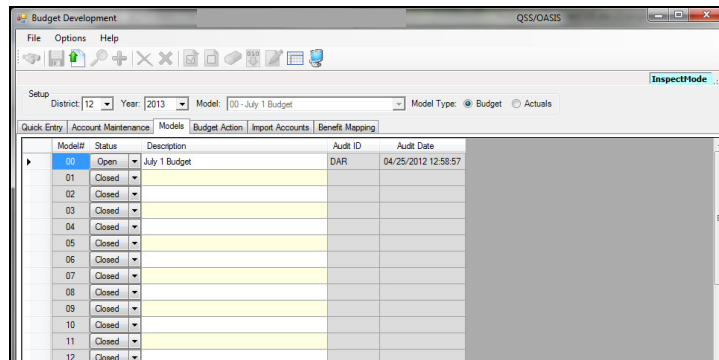 Budget Development QSS/OASIS
File Options Help
InspectMode
Setup
District: 12 Year: 2013 Model: 00 - July 1 Budget Model Type: Budget Actuals
Quick Entry Account Maintenance Models Budget Action Import Accounts Benefit Mapping
Model# Status Description Audit ID Audit Date
00 Open July 1 Budget DAR 04/25/2012 12:58:57
01 Closed
02 Closed
03 Closed
04 Closed
05 Closed
06 Closed
07 Closed
08 Closed
09 Closed
10 Closed
11 Closed
12 Closed